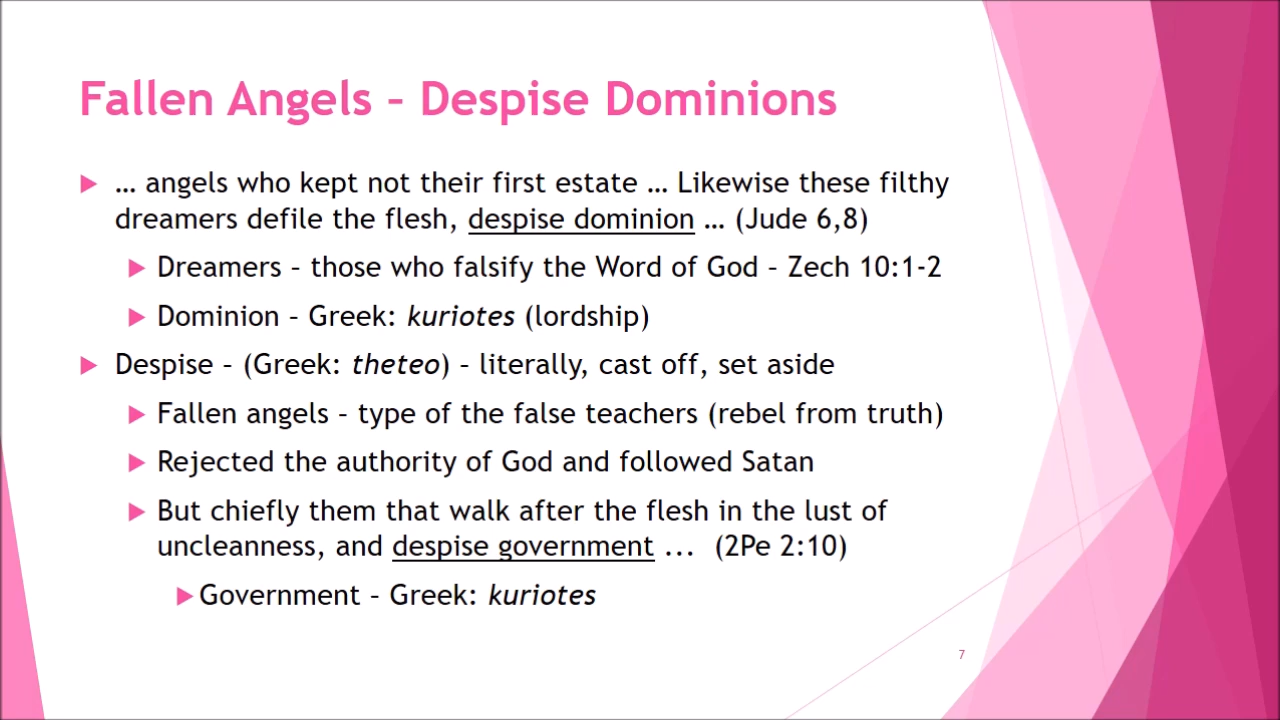 Fallen Angels – Despise Dominions
… angels who kept not their first estate … Likewise these filthy
dreamers defile the flesh, despise dominion … (Jude 6,8)
Dreamers – those who falsify the Word of God – Zech 10:1-2
Dominion – Greek: kuriotes (lordship)
Despise – (Greek: theteo) – literally, cast off, set aside
Fallen angels – type of the false teachers (rebel from truth)
Rejected the authority of God and followed Satan
But chiefly them that walk after the flesh in the lust of
uncleanness, and despise government ... (2Pe 2:10)
Government – Greek: kuriotes
7